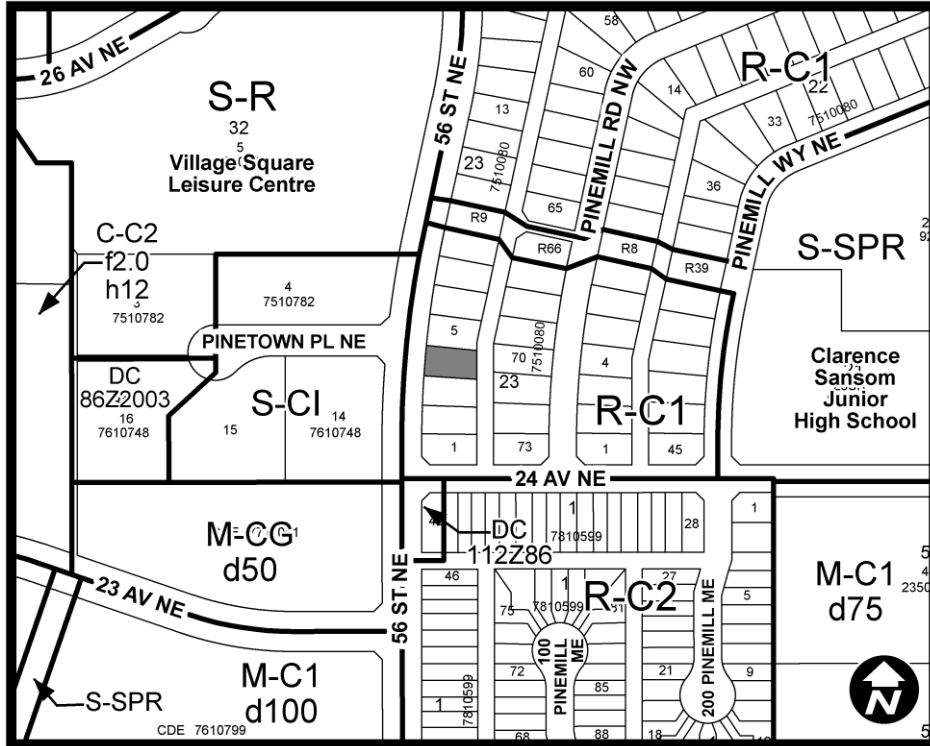 26 AV NE
S-R
32
5
Village Square
Leisure Centre
56 ST NE
58
60
13
23
7510080
65
PINEMILL RD NW
14
R-C1
22
7510080
33
36
PINEMILL WY NE
R9
R66
R8
R39
S-SPR
C-C2
f2.0
h12
7510782
4
7510782
PINETOWN PL NE
DC
86Z2003
16
7610748
S-CI
15
14
7610748
5
70
7510080
23
4
R-C1
1
73
1
45
Clarence
Sansom
Junior
High School
24 AV NE
M-CG
d50
DC
112Z86
1
7810599
28
1
56 ST NE
46
75
1
7810599
R-C2
27
5
M-C1
d75
2350
23 AV NE
S-SPR
M-C1
d100
CDE 7610799
72
100
PINEMILL
ME
85
21
200 PINEMILL ME
9
1
7810599
68
88
18
N